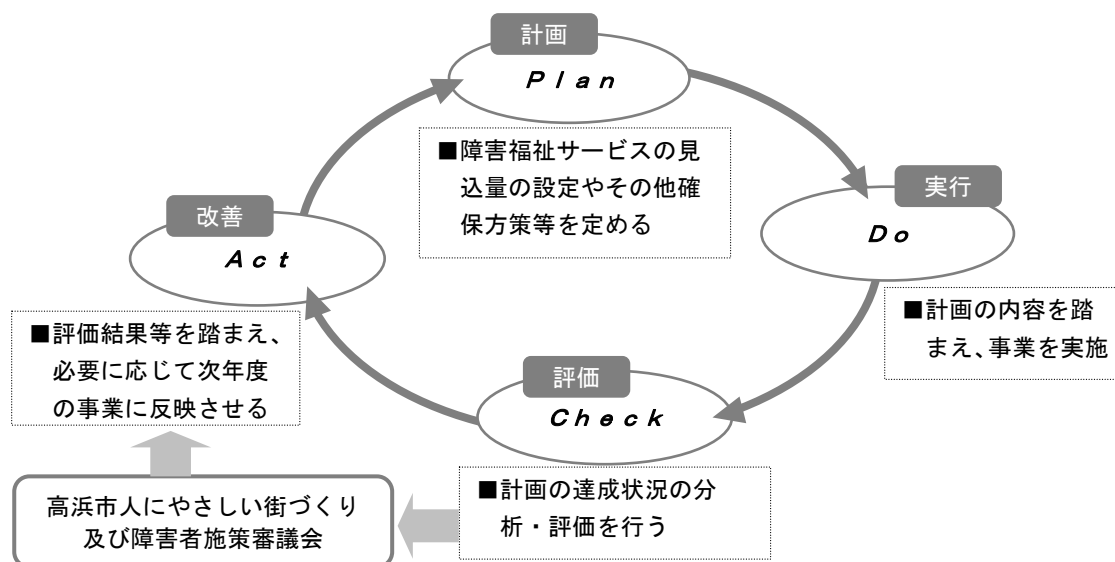 計画
Plan
■障害福祉サービスの見
込量の設定やその他確
保方策等を定める
実行
Do
■計画の内容を踏
まえ、事業を実施
評価
Check
■計画の達成状況の分
析・評価を行う
改善
Act
■評価結果等を踏まえ、
必要に応じて次年度
の事業に反映させる
高浜市人にやさしい街づくり
及び障害者施策審議会